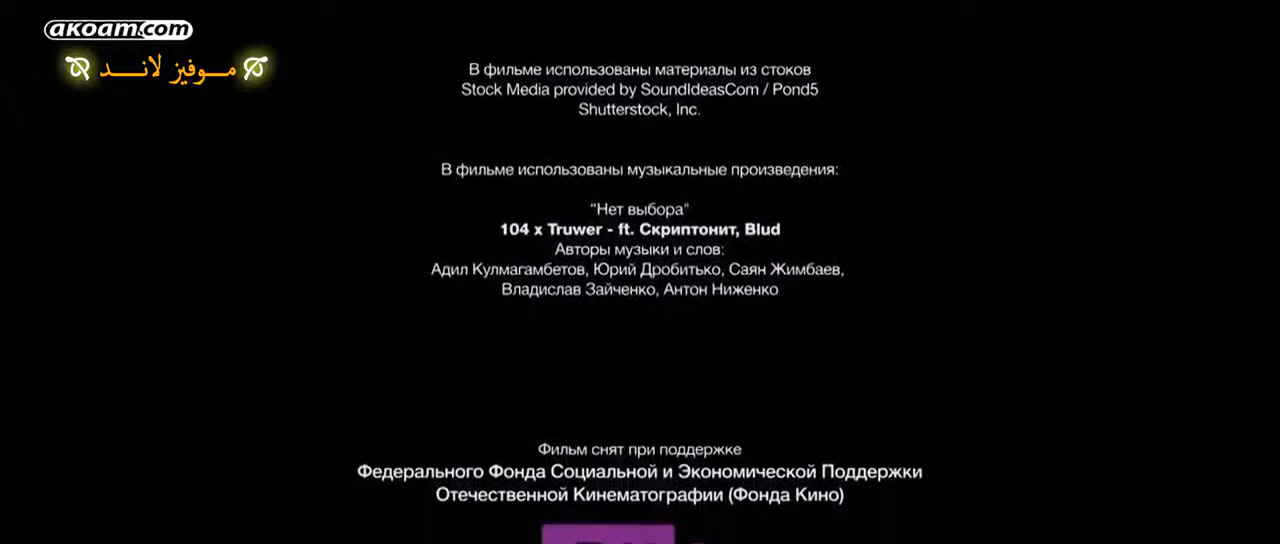 akoam.com
موفيز لاند
В фильме использованы материалы из стоков
Stock Media provided by SoundIdeasCom / Pond5
Shutterstock, Inc.
В фильме использованы музыкальные произведения:
"Нет выбора"
104 x Truwer - ft. Скриптонит, Blud
Авторы музыки и слов:
Адил Кулмагамбетов, Юрий Дробитько, Саян Жимбаев,
Владислав Зайченко, Антон Ниженко
Фильм снят при поддержке
Федерального Фонда Социальной и Экономической Поддержки
Отечественной Кинематографии (Фонда Кино)